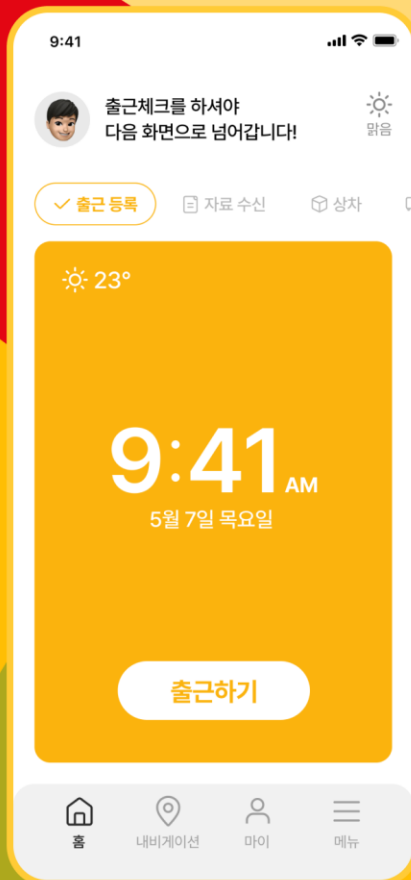 9:41
출근체크를 하셔야
다음 화면으로 넘어갑니다!
맑음
출근 등록
자료 수신
상차
23°
9:41 AM
5월 7일 목요일
출근하기
홈
내비게이션
마이
메뉴